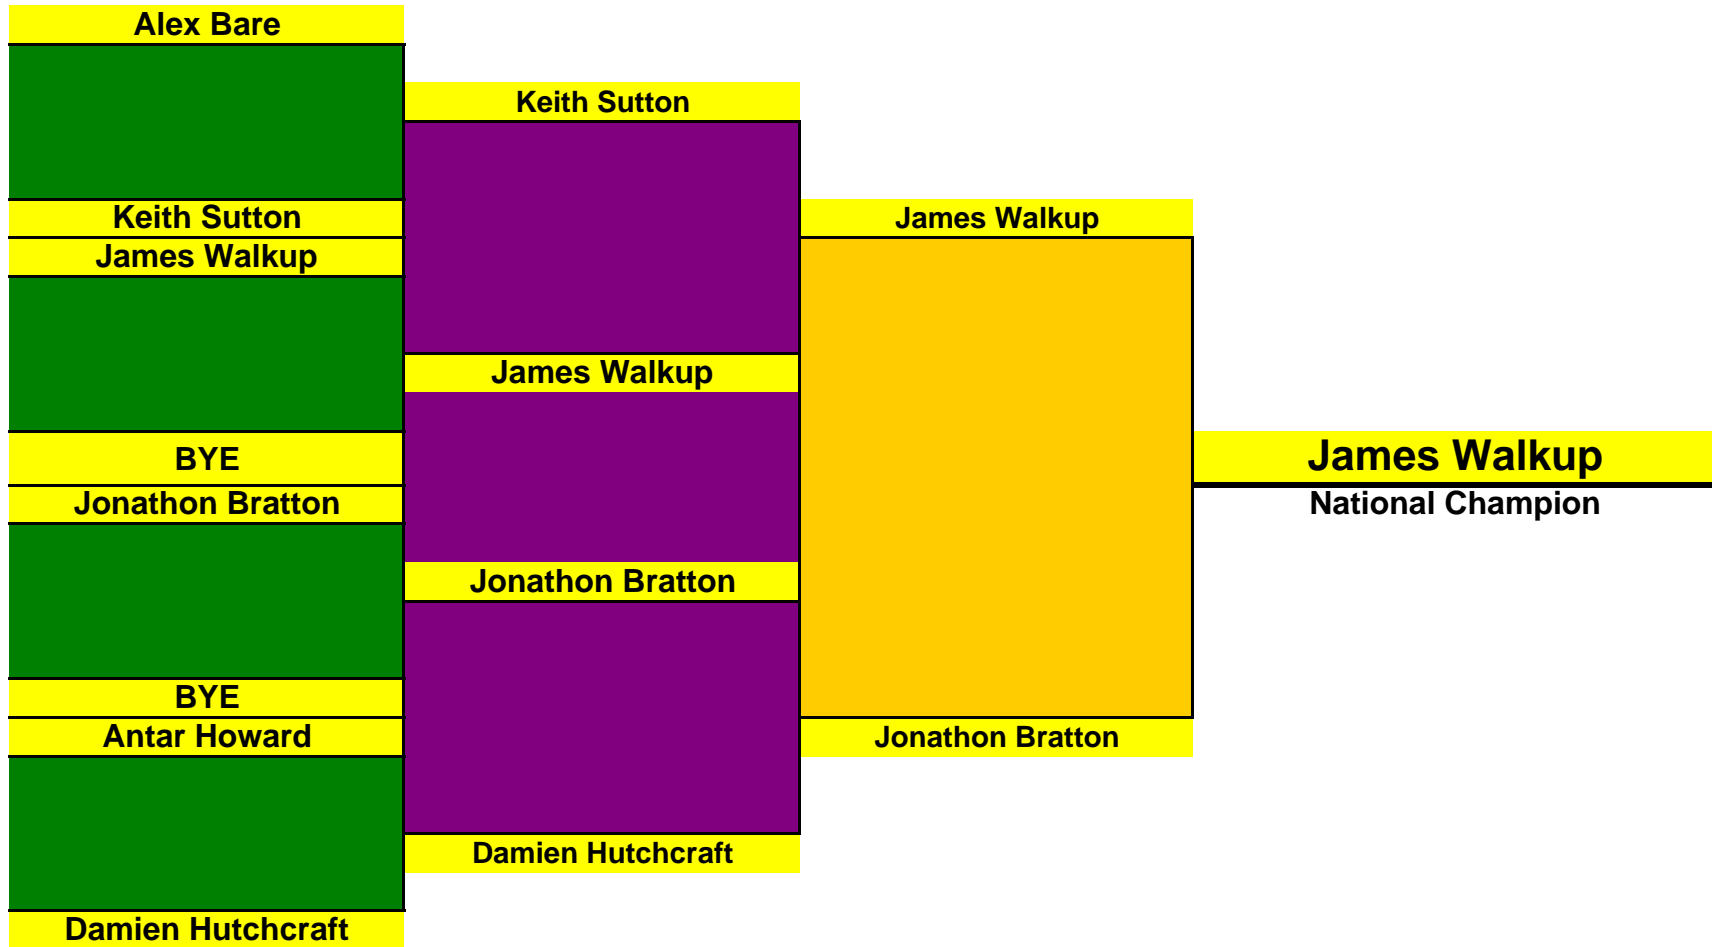 Alex Bare
Keith Sutton
James Walkup
BYE
Jonathon Bratton
BYE
Antar Howard
Damien Hutchcraft
Keith Sutton
James Walkup
Jonathon Bratton
Damien Hutchcraft
James Walkup
Jonathon Bratton
James Walkup
National Champion